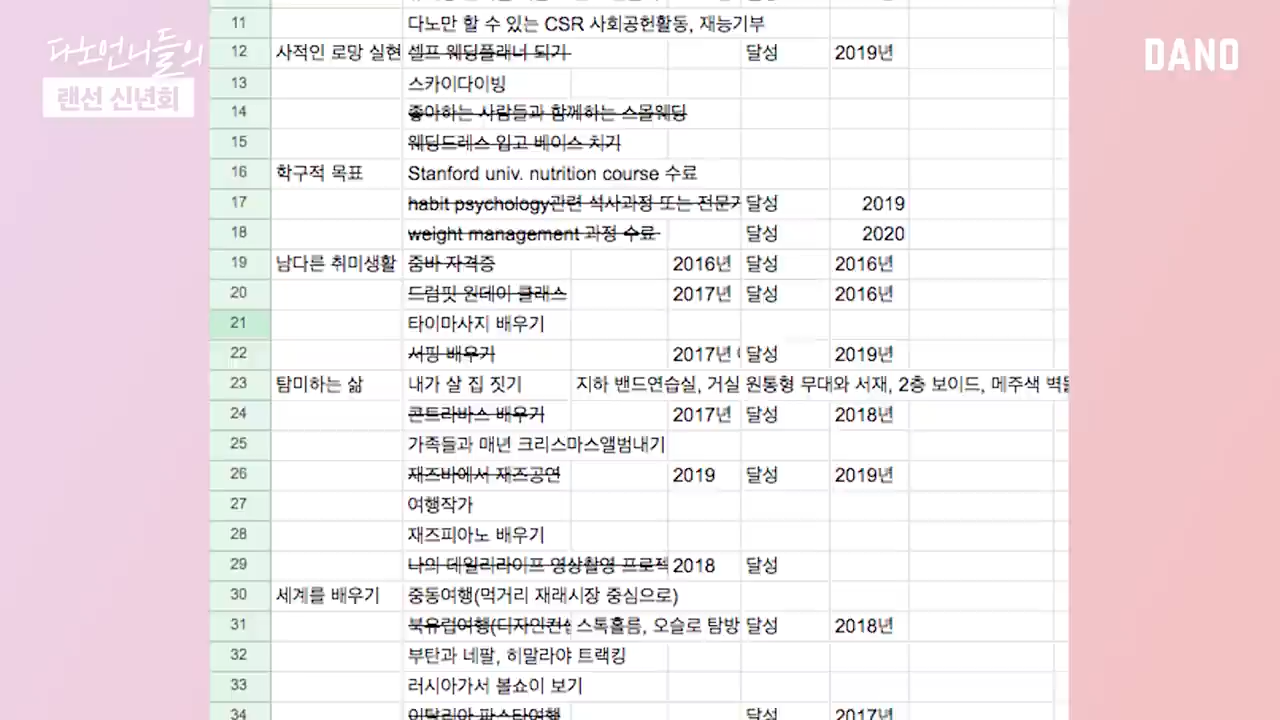 다노언니들의
랜선 신년회
DANO
11 다노만 할 수 있는 CSR 사회공헌활동, 재능기부
12 사적인 로망 실현 셀프 웨딩플래너 되기 달성 2019년
13 스카이다이빙
14 좋아하는 사람들과 함께하는 스몰웨딩
15 웨딩드레스 입고 베이스 치기
16 학구적 목표 Stanford univ. nutrition course 수료
17 habit psychology관련 석사과정 또는 전문가 달성 2019
18 weight management 과정 수료 달성 2020
19 남다른 취미생활 줌바 자격증 2016년 달성 2016년
20 드럼핏 원데이 클래스 2017년 달성 2016년
21 타이마사지 배우기
22 서핑 배우기 2017년 달성 2019년
23 탐미하는 삶 내가 살 집 짓기 지하 밴드연습실, 거실 원통형 무대와 서재, 2층 보이드, 메주색 벽돌
24 콘트라바스 배우기 2017년 달성 2018년
25 가족들과 매년 크리스마스앨범내기
26 재즈바에서 재즈공연 2019 달성 2019년
27 여행작가
28 재즈피아노 배우기
29 나의 데일리라이프 영상촬영 프로젝 2018 달성
30 세계를 배우기 중동여행(먹거리 재래시장 중심으로)
31 북유럽여행(디자인컨셉 스톡홀름, 오슬로 탐방 달성 2018년
32 부탄과 네팔, 히말라야 트랙킹
33 러시아가서 볼쇼이 보기
34 이탈리아 파스타여행 달성 2017년